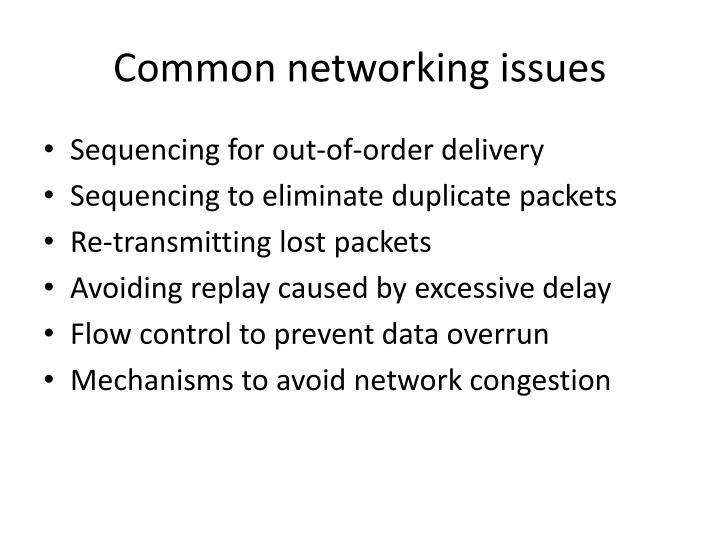 Common networking issues
• Sequencing for out-of-order delivery
• Sequencing to eliminate duplicate packets
• Re-transmitting lost packets
• Avoiding replay caused by excessive delay
• Flow control to prevent data overrun
• Mechanisms to avoid network congestion